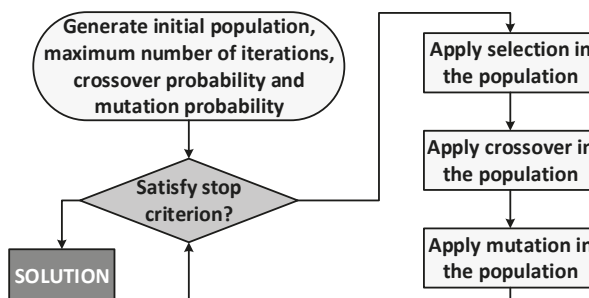 Generate initial population,
maximum number of iterations,
crossover probability and
mutation probability
Satisfy stop
criterion?
SOLUTION
Apply selection in
the population
Apply crossover in
the population
Apply mutation in
the population